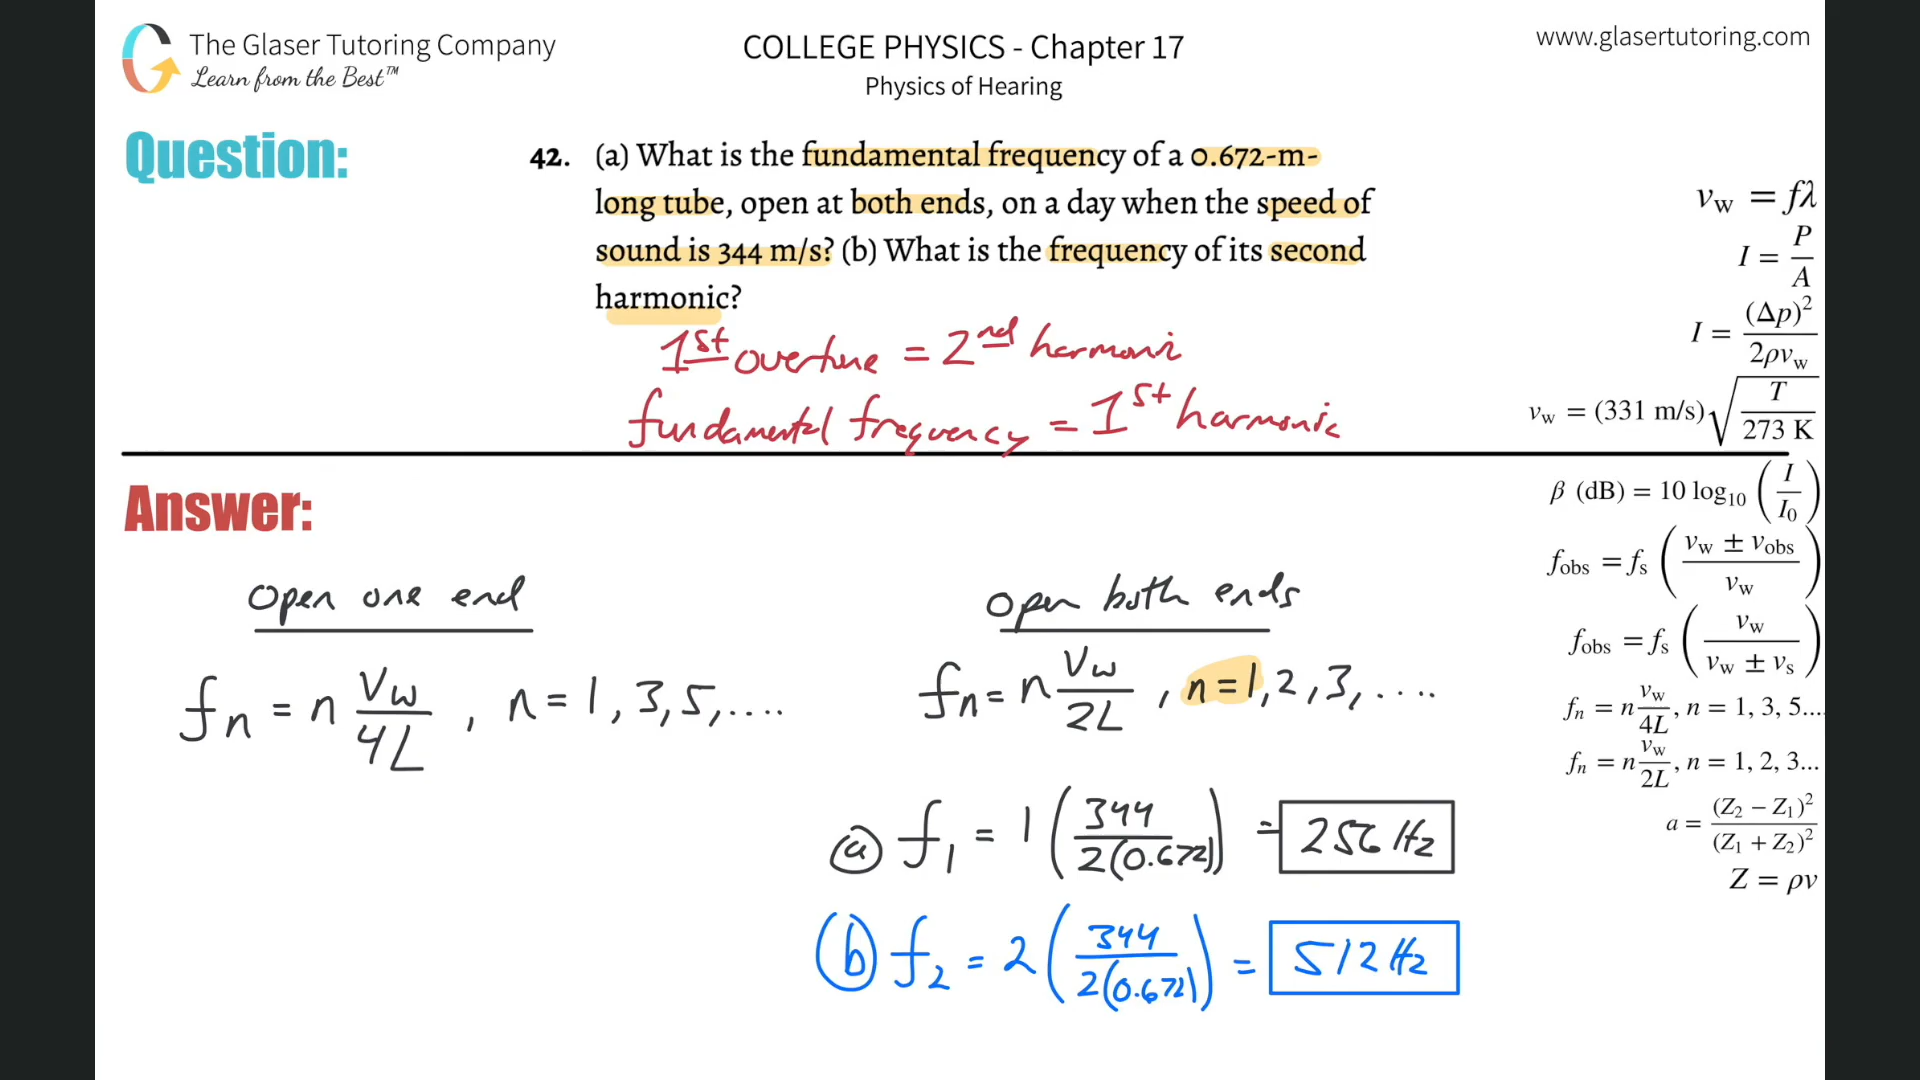 The Glaser Tutoring Company
Learn from the Best™
COLLEGE PHYSICS - Chapter 17
Physics of Hearing
www.glasertutoring.com
Question:
42. (a) What is the fundamental frequency of a 0.672-m-
long tube, open at both ends, on a day when the speed of
sound is 344 m/s? (b) What is the frequency of its second
harmonic?
1st overtune = 2nd harmonic
fundamental frequency = 1st harmonic
v_w = fλ
I = P/A
I = (Δp)²/2ρv_w
v_w = (331 m/s)√(T/273 K)
Answer:
open one end
f_n = n V_w/4L , n = 1, 3, 5, ....
open both ends
f_n = n V_w/2L , n = 1, 2, 3, ....
(a) f₁ = 1 (344/2(0.672)) = 256 Hz
(b) f₂ = 2 (344/2(0.672)) = 512 Hz
β (dB) = 10 log₁₀ (I/I₀)
f_obs = f_s (v_w ± v_obs/v_w)
f_obs = f_s (v_w/v_w ± v_s)
f_n = n v_w/4L, n = 1, 3, 5...
f_n = n v_w/2L, n = 1, 2, 3...
a = (Z₂ − Z₁)²/(Z₁ + Z₂)²
Z = ρv